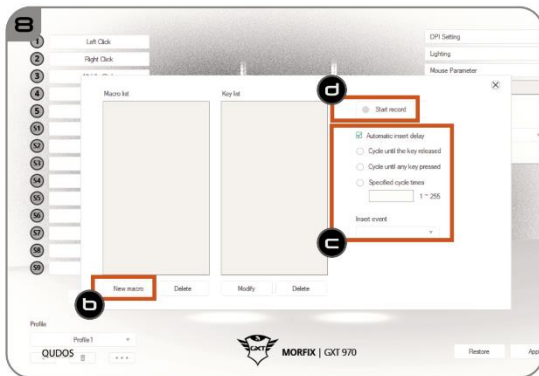 8
1 Left Click
2 Right Click
3
4
5
S1
S2
S3
S4
S5
S6
S7
S8
S9
DPI Setting
Lighting
Mouse Parameter
Macro list
Key list
d
Start record
Automatic insert delay
Cycle until the key released
Cycle until any key pressed
Specified cycle times
1 ~ 255
Insert event
c
New macro
Delete
Modify
Delete
b
Profile
Profile1
QUDOS
GXT
MORFIX | GXT 970
Restore